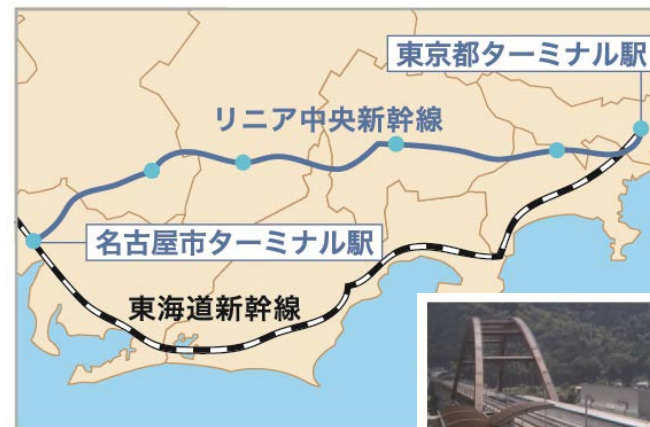 東京都ターミナル駅
リニア中央新幹線
名古屋市ターミナル駅
東海道新幹線